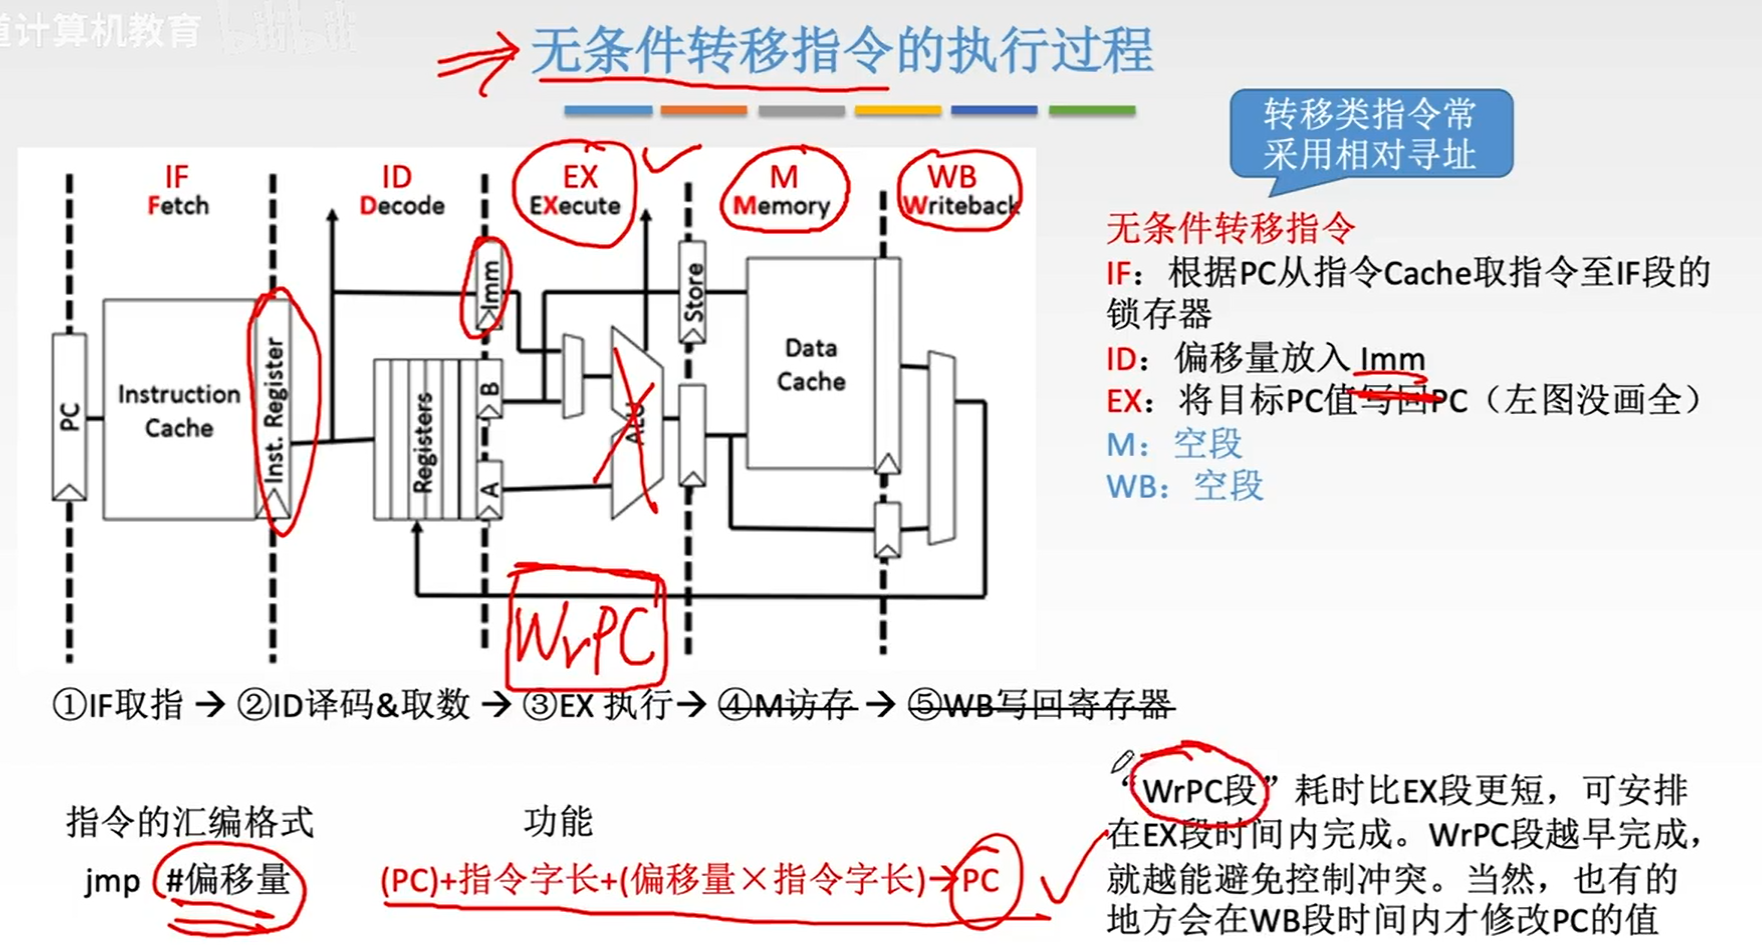 道计算机教育
bilibili
无条件转移指令的执行过程
转移类指令常
采用相对寻址
IF
Fetch
ID
Decode
EX
EXecute
M
Memory
WB
Writeback
PC
Instruction
Cache
Inst. Register
Registers
Imm
B
A
ALU
Store
Data
Cache
WrPC
无条件转移指令
IF：根据PC从指令Cache取指令至IF段的
锁存器
ID：偏移量放入 Imm
EX：将目标PC值写回PC（左图没画全）
M：空段
WB：空段
①IF取指 → ②ID译码&取数 → ③EX 执行 → ④M访存 → ⑤WB写回寄存器
指令的汇编格式
功能
jmp #偏移量
(PC)+指令字长+(偏移量×指令字长)→PC
“WrPC段”耗时比EX段更短，可安排
在EX段时间内完成。WrPC段越早完成，
就越能避免控制冲突。当然，也有的
地方会在WB段时间内才修改PC的值